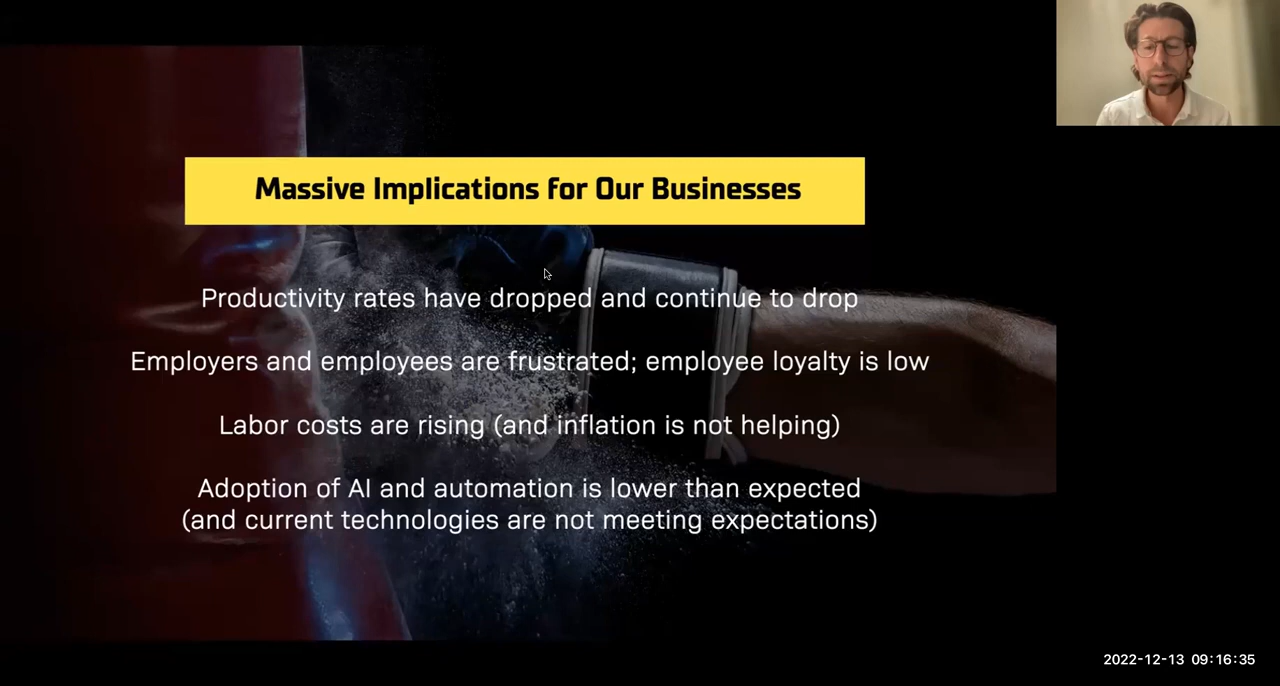 Massive Implications for Our Businesses
Productivity rates have dropped and continue to drop
Employers and employees are frustrated; employee loyalty is low
Labor costs are rising (and inflation is not helping)
Adoption of AI and automation is lower than expected
(and current technologies are not meeting expectations)
2022-12-13 09:16:35